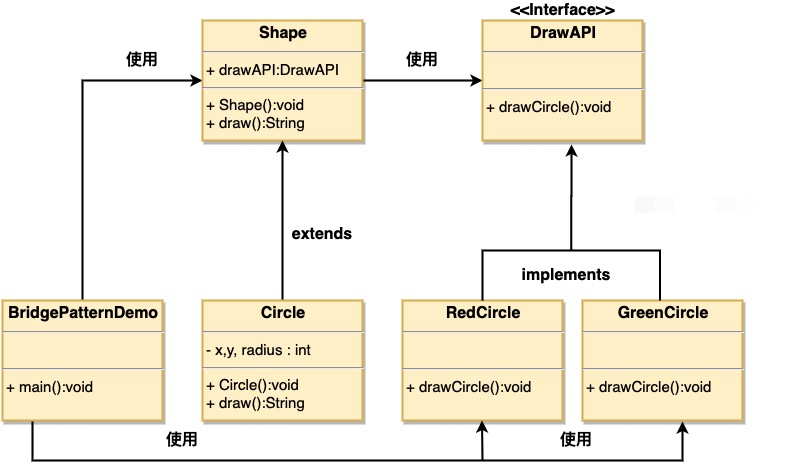 <<Interface>>
Shape
DrawAPI
使用
+ drawAPI:DrawAPI
使用
+ Shape():void
+ draw():String
+ drawCircle():void
extends
implements
BridgePatternDemo
Circle
RedCircle
GreenCircle
- x,y, radius : int
+ main():void
+ Circle():void
+ draw():String
+ drawCircle():void
+ drawCircle():void
使用
使用